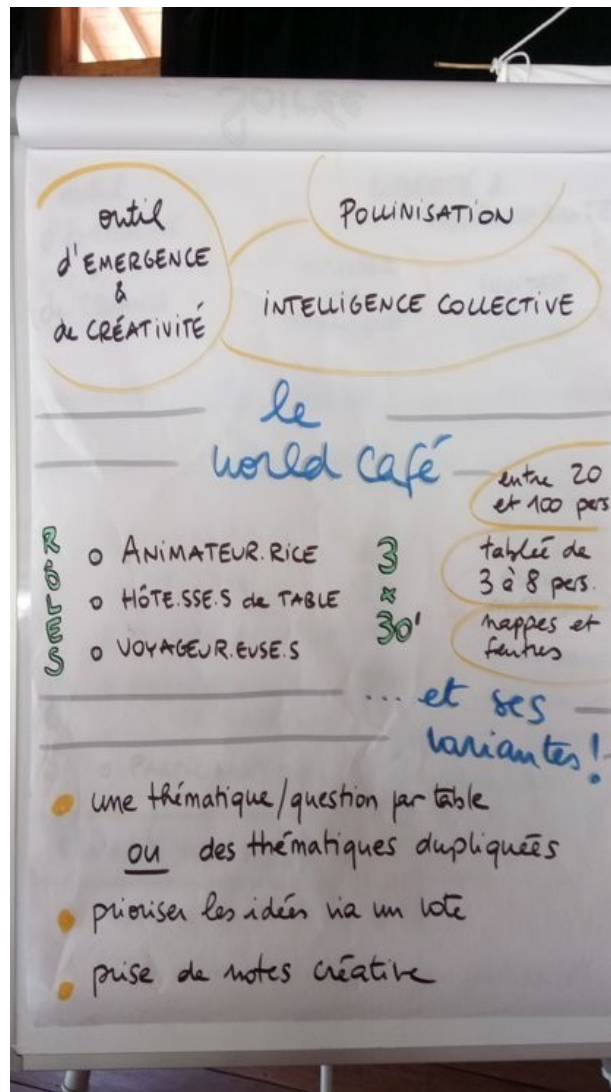 Soirée
outil
d'EMERGENCE
&
de CRÉATIVITÉ
POLLINISATION
INTELLIGENCE COLLECTIVE
le
world café
entre 20
et 100 pers
tablée de
3 à 8 pers.
nappes et
feutres
RÔLES
o ANIMATEUR.RICE
o HÔTE.SSE.S de TABLE
o VOYAGEUR.EUSE.S
3
x
30'
... et ses
variantes!
une thématique/question par table
ou des thématiques dupliquées
prioriser les idées via un vote
prise de notes créative